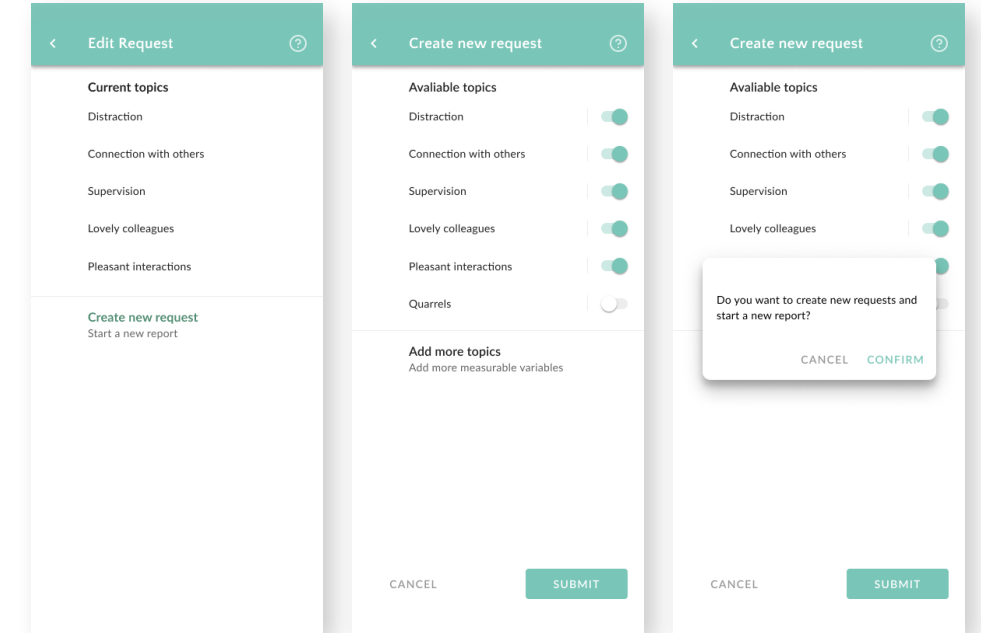 Edit Request
?
Current topics
Distraction
Connection with others
Supervision
Lovely colleagues
Pleasant interactions
Create new request
Start a new report
Create new request
?
Avaliable topics
Distraction
Connection with others
Supervision
Lovely colleagues
Pleasant interactions
Quarrels
Add more topics
Add more measurable variables
CANCEL
SUBMIT
Create new request
?
Avaliable topics
Distraction
Connection with others
Supervision
Lovely colleagues
Do you want to create new requests and
start a new report?
CANCEL
CONFIRM
CANCEL
SUBMIT